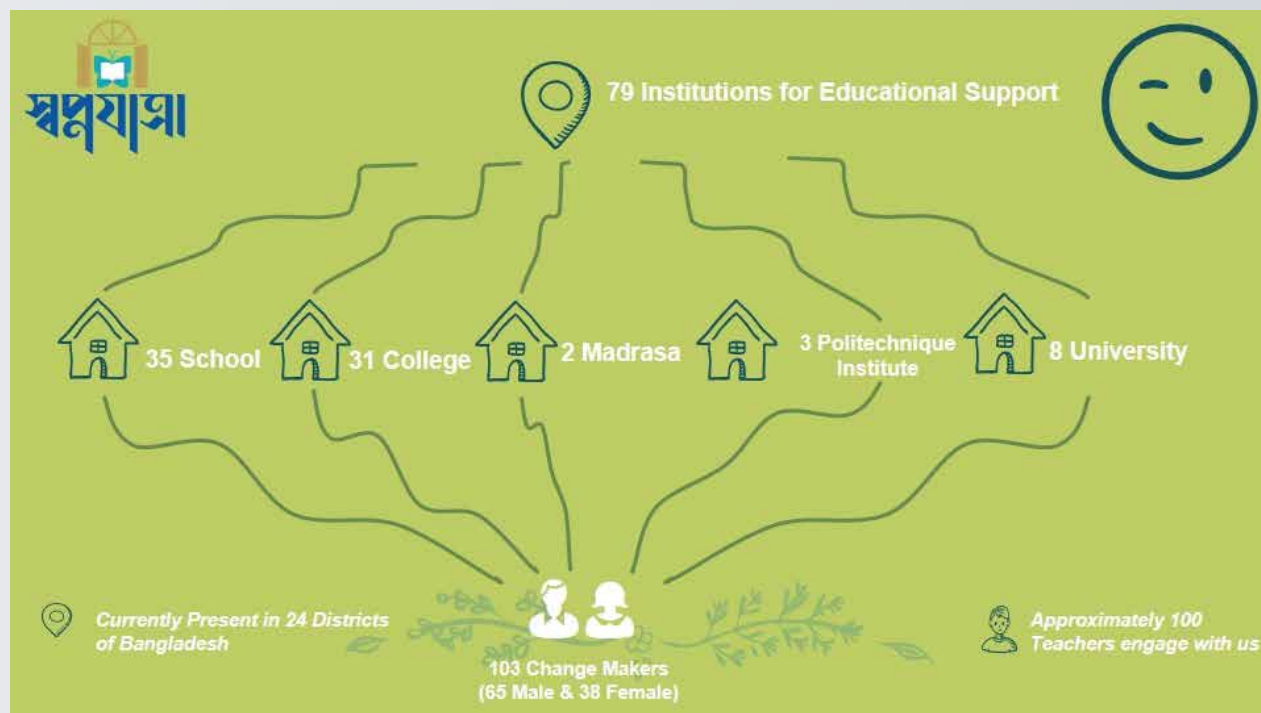 স্বপ্নযাত্রা
79 Institutions for Educational Support
35 School
31 College
2 Madrasa
3 Politechnique
Institute
8 University
Currently Present in 24 Districts
of Bangladesh
103 Change Makers
(65 Male & 38 Female)
Approximately 100
Teachers engage with us